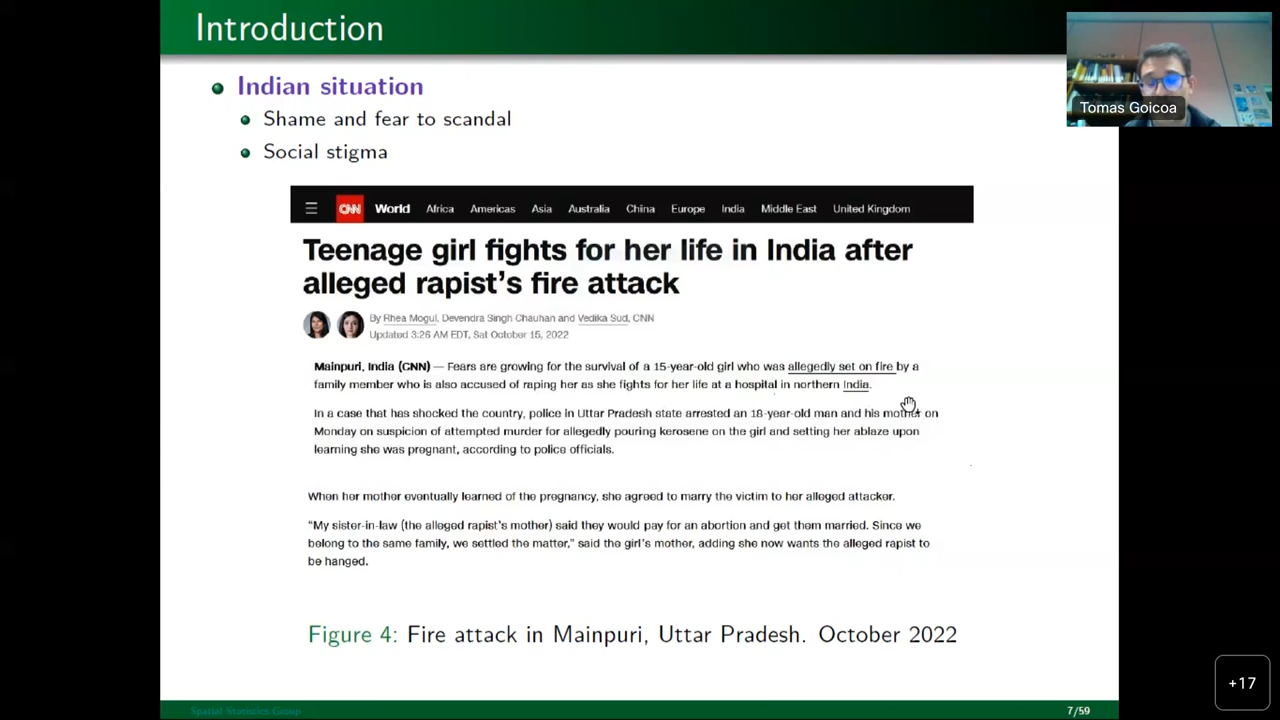 Introduction
Indian situation
Shame and fear to scandal
Social stigma
CNN World Africa Americas Asia Australia China Europe India Middle East United Kingdom
Teenage girl fights for her life in India after
alleged rapist's fire attack
By Rhea Mogul, Devendra Singh Chauhan and Vedika Sud, CNN
Updated 3:26 AM EDT, Sat October 15, 2022
Mainpuri, India (CNN) — Fears are growing for the survival of a 15-year-old girl who was allegedly set on fire by a
family member who is also accused of raping her as she fights for her life at a hospital in northern India.
In a case that has shocked the country, police in Uttar Pradesh state arrested an 18-year-old man and his mother on
Monday on suspicion of attempted murder for allegedly pouring kerosene on the girl and setting her ablaze upon
learning she was pregnant, according to police officials.
When her mother eventually learned of the pregnancy, she agreed to marry the victim to her alleged attacker.
“My sister-in-law (the alleged rapist's mother) said they would pay for an abortion and get them married. Since we
belong to the same family, we settled the matter,” said the girl's mother, adding she now wants the alleged rapist to
be hanged.
Figure 4: Fire attack in Mainpuri, Uttar Pradesh. October 2022
Spatial Statistics Group
7/59
Tomas Goicoa
+17